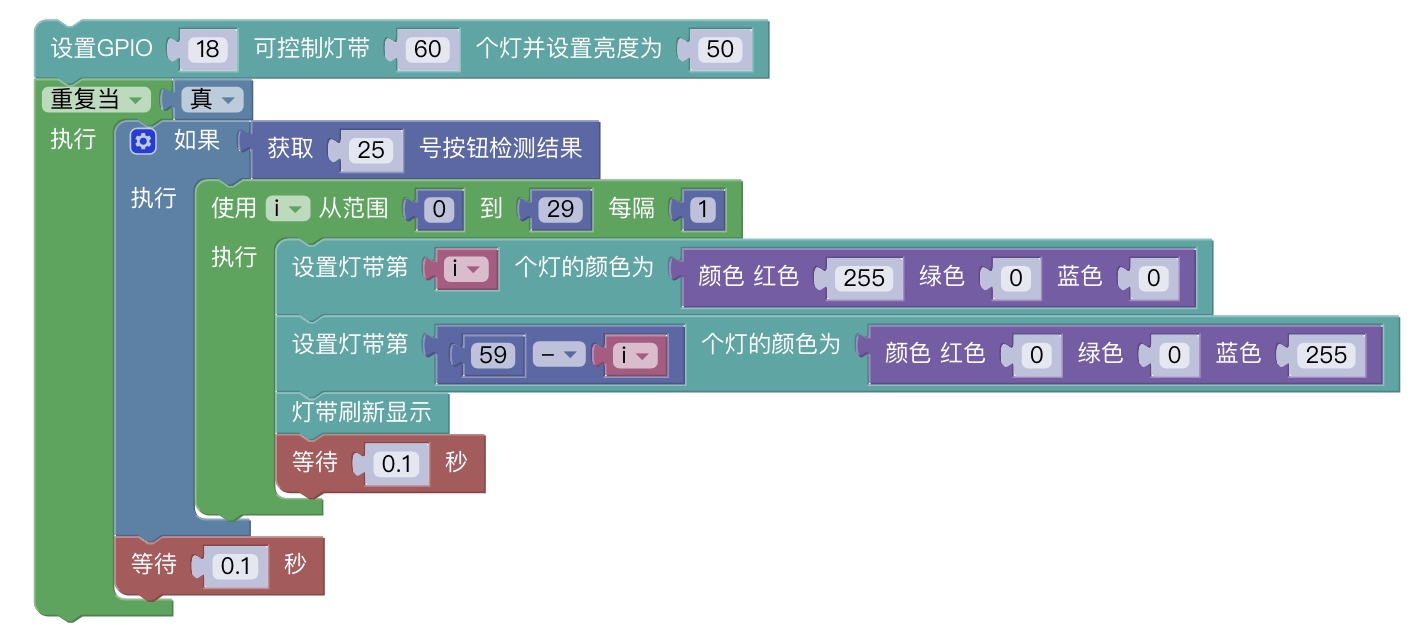 设置GPIO 18 可控制灯带 60 个灯并设置亮度为 50
重复当 真
执行 如果 获取 25 号按钮检测结果
执行 使用 i 从范围 0 到 29 每隔 1
执行 设置灯带第 i 个灯的颜色为 颜色 红色 255 绿色 0 蓝色 0
设置灯带第 59 - i 个灯的颜色为 颜色 红色 0 绿色 0 蓝色 255
灯带刷新显示
等待 0.1 秒
等待 0.1 秒